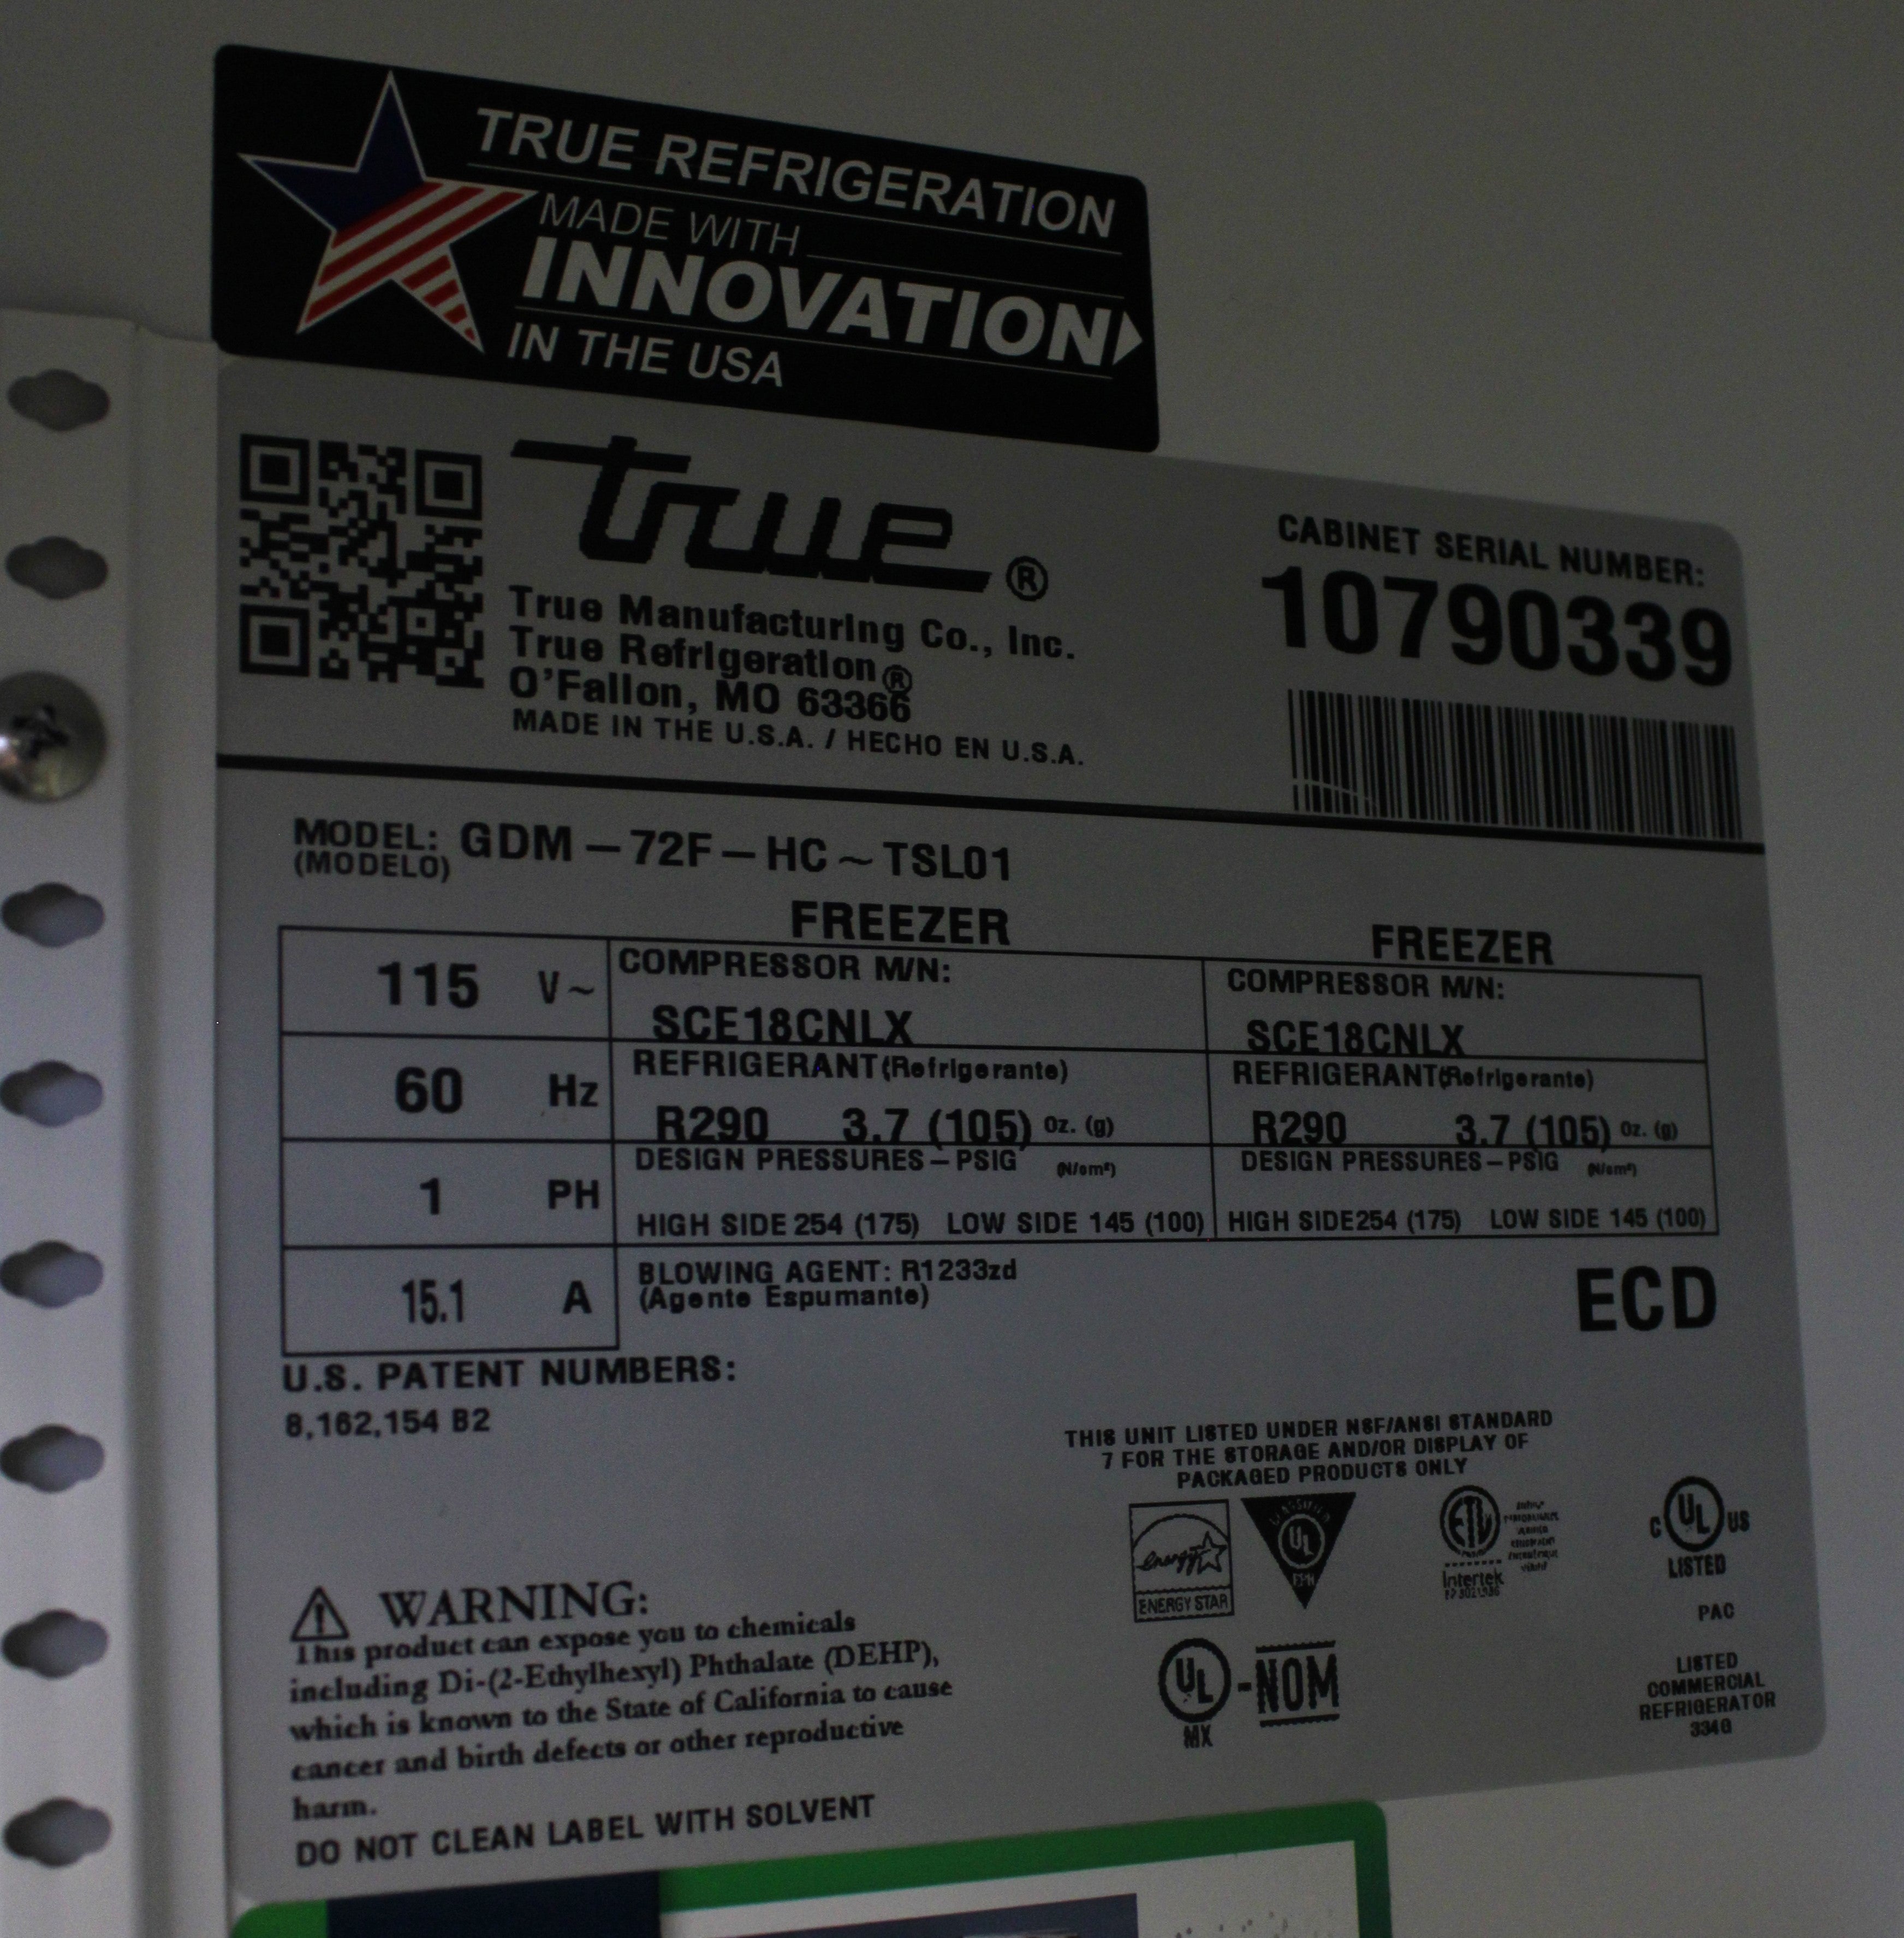 TRUE REFRIGERATION
MADE WITH
INNOVATION
IN THE USA
true®
True Manufacturing Co., Inc.
True Refrigeration®
O'Fallon, MO 63366
MADE IN THE U.S.A. / HECHO EN U.S.A.
CABINET SERIAL NUMBER:
10790339
MODEL: GDM-72F-HC~TSL01
(MODELO)
FREEZER FREEZER
115 V~
60 Hz
1 PH
15.1 A
COMPRESSOR M/N:
SCE18CNLX
REFRIGERANT (Refrigerante)
R290 3.7 (105) Oz. (g)
DESIGN PRESSURES-PSIG (N/cm²)
HIGH SIDE 254 (175) LOW SIDE 145 (100)
COMPRESSOR M/N:
SCE18CNLX
REFRIGERANT (Refrigerante)
R290 3.7 (105) Oz. (g)
DESIGN PRESSURES-PSIG (N/cm²)
HIGH SIDE 254 (175) LOW SIDE 145 (100)
BLOWING AGENT: R1233zd
(Agente Espumante)
ECD
U.S. PATENT NUMBERS:
8,162,154 B2
THIS UNIT LISTED UNDER NSF/ANSI STANDARD
7 FOR THE STORAGE AND/OR DISPLAY OF
PACKAGED PRODUCTS ONLY
energy
ENERGY STAR
CLASSIFIED
UL
EPH
ETL
Intertek
C UL US
LISTED
PAC
UL-NOM
MX
LISTED
COMMERCIAL
REFRIGERATOR
334G
WARNING:
This product can expose you to chemicals
including Di-(2-Ethylhexyl) Phthalate (DEHP),
which is known to the State of California to cause
cancer and birth defects or other reproductive
harm.
DO NOT CLEAN LABEL WITH SOLVENT